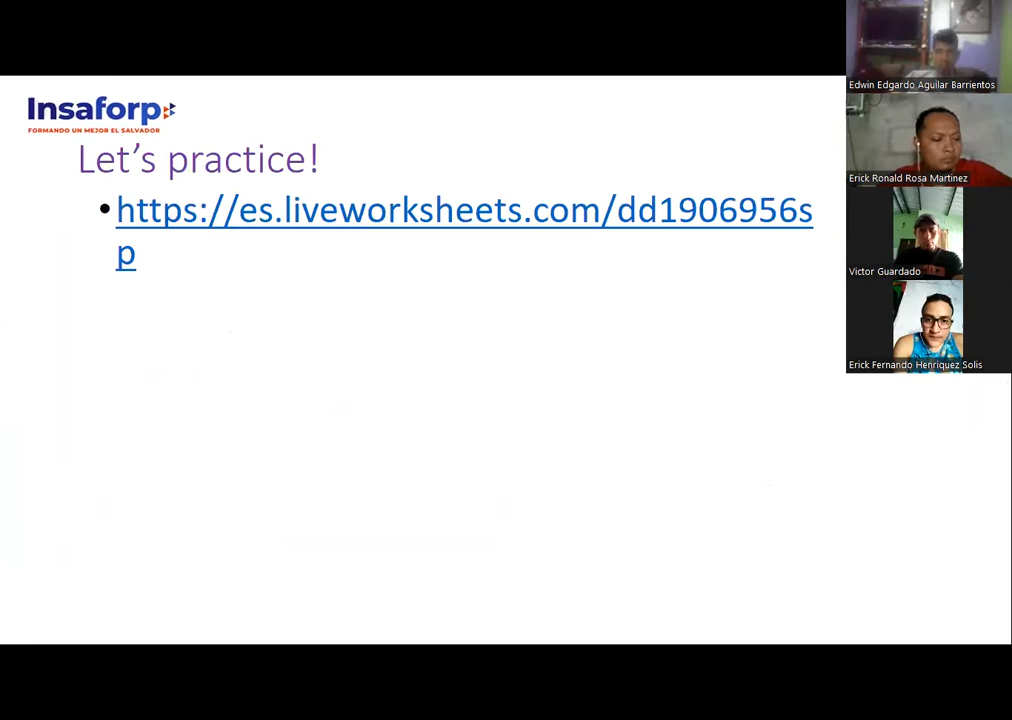 Insaforp
FORMANDO UN MEJOR EL SALVADOR
Let's practice!
•https://es.liveworksheets.com/dd1906956s
p
Edwin Edgardo Aguilar Barrientos
Erick Ronald Rosa Martinez
Victor Guardado
Erick Fernando Henriquez Solis